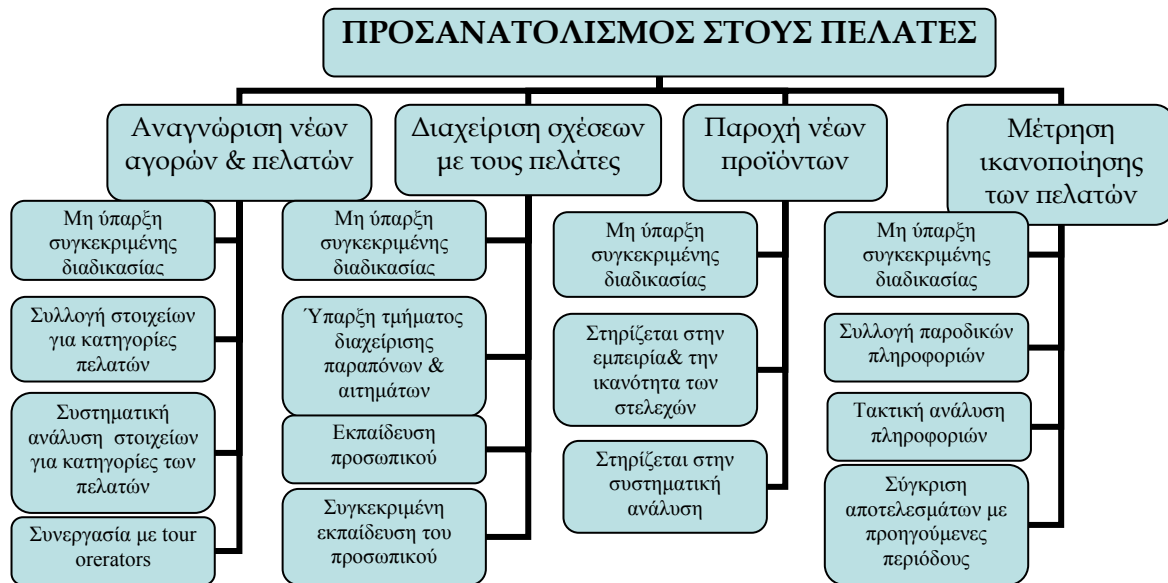 ΠΡΟΣΑΝΑΤΟΛΙΣΜΟΣ ΣΤΟΥΣ ΠΕΛΑΤΕΣ
Αναγνώριση νέων
αγορών & πελατών
Μη ύπαρξη
συγκεκριμένης
διαδικασίας
Συλλογή στοιχείων
για κατηγορίες
πελατών
Συστηματική
ανάλυση στοιχείων
για κατηγορίες των
πελατών
Συνεργασία με tour
orerators
Διαχείριση σχέσεων
με τους πελάτες
Μη ύπαρξη
συγκεκριμένης
διαδικασίας
Ύπαρξη τμήματος
διαχείρισης
παραπόνων &
αιτημάτων
Εκπαίδευση
προσωπικού
Συγκεκριμένη
εκπαίδευση του
προσωπικού
Παροχή νέων
προϊόντων
Μη ύπαρξη
συγκεκριμένης
διαδικασίας
Στηρίζεται στην
εμπειρία& την
ικανότητα των
στελεχών
Στηρίζεται στην
συστηματική
ανάλυση
Μέτρηση
ικανοποίησης
των πελατών
Μη ύπαρξη
συγκεκριμένης
διαδικασίας
Συλλογή παροδικών
πληροφοριών
Τακτική ανάλυση
πληροφοριών
Σύγκριση
αποτελεσμάτων με
προηγούμενες
περιόδους